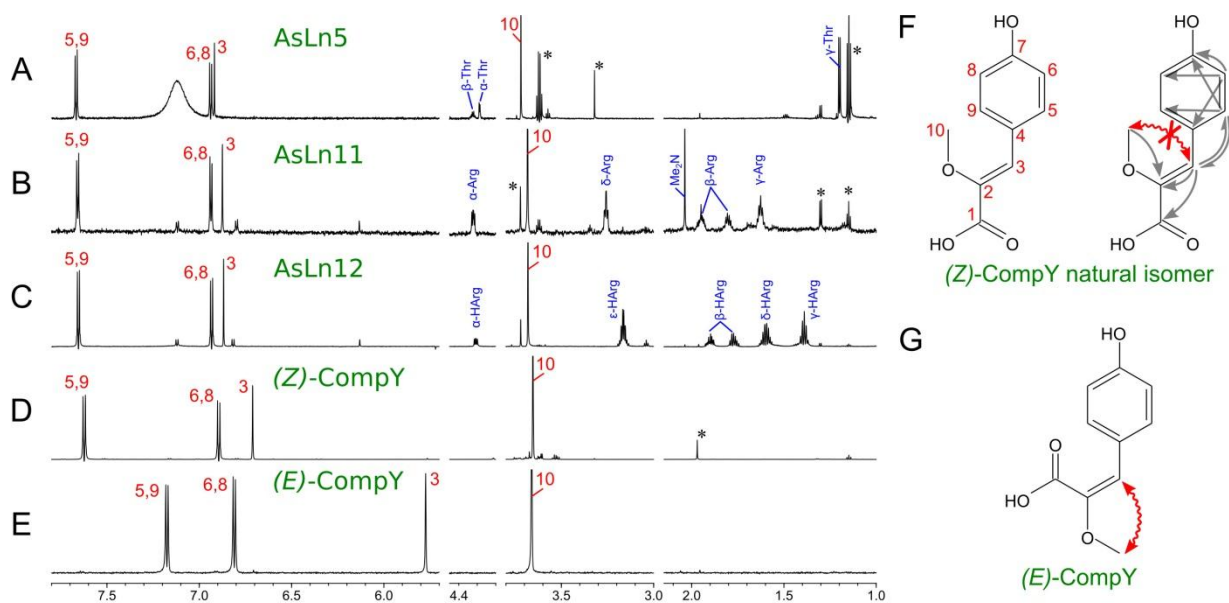 A
5,9
AsLn5
6,8
3
β-Thr
α-Thr
10
*
*
γ-Thr
*
B
5,9
AsLn11
6,8
3
α-Arg
*
10
δ-Arg
Me2N
β-Arg
γ-Arg
*
*
C
5,9
AsLn12
6,8
3
α-HArg
10
ε-HArg
β-HArg
δ-HArg
γ-HArg
D
5,9
(Z)-CompY
6,8
3
10
*
E
5,9
(E)-CompY
6,8
3
10
7.5 7.0 6.5 6.0 4.4 3.5 3.0 2.0 1.5 1.0
F
HO
7
8
6
9
5
10
4
O
3
2
1
HO
O
HO
O
HO
O
(Z)-CompY natural isomer
G
HO
O
HO
O
(E)-CompY